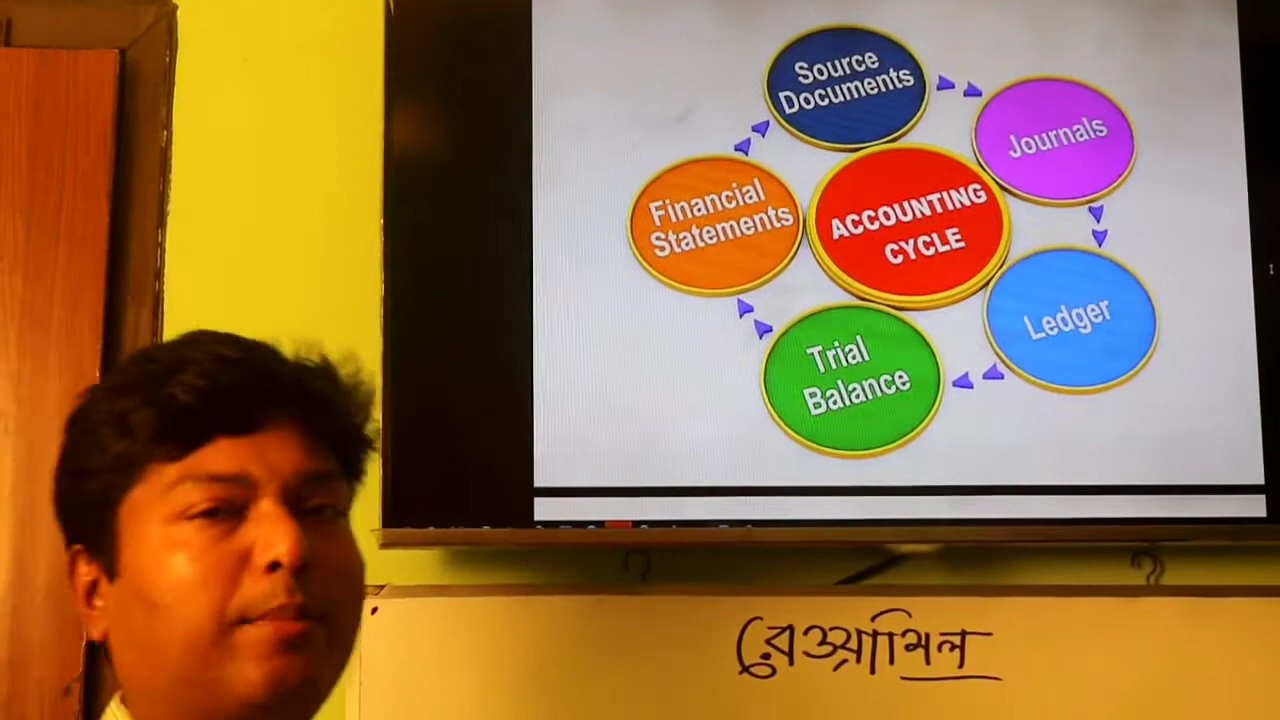 Source
Documents
Journals
Financial
Statements
ACCOUNTING
CYCLE
Ledger
Trial
Balance
রেওয়ামিল